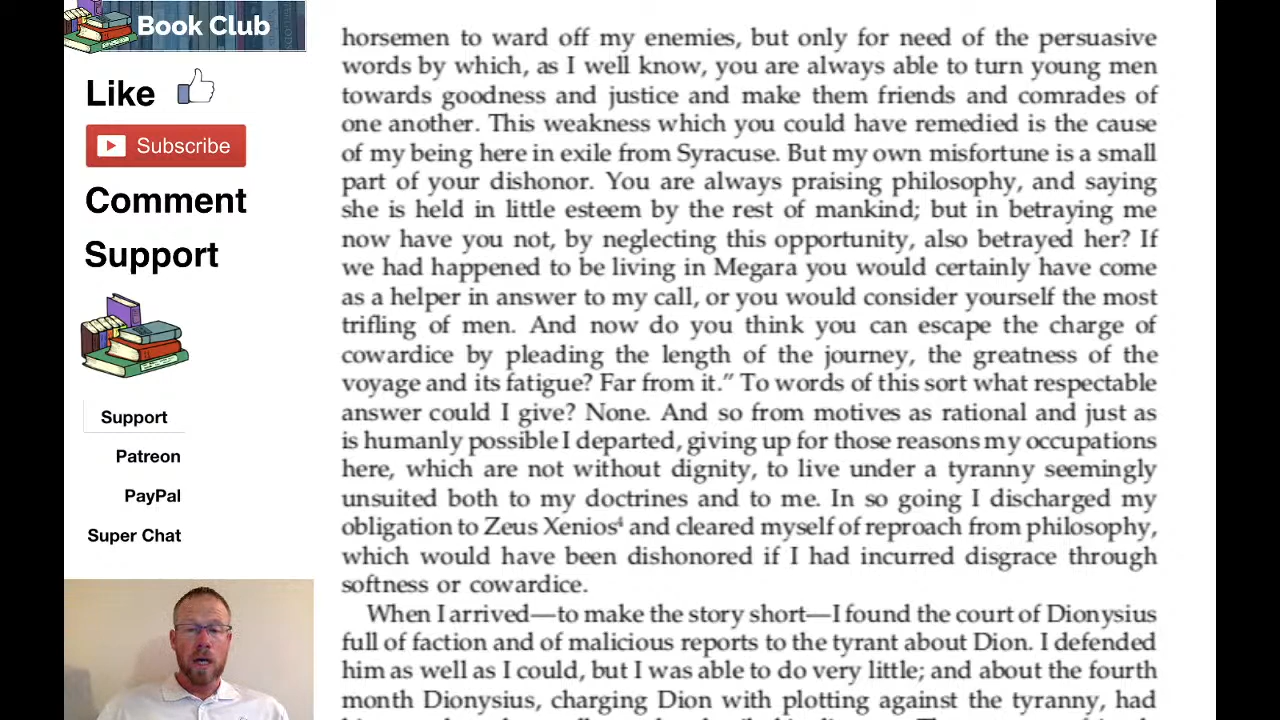 Book Club
Like
Subscribe
Comment
Support
Support
Patreon
PayPal
Super Chat
horsemen to ward off my enemies, but only for need of the persuasive
words by which, as I well know, you are always able to turn young men
towards goodness and justice and make them friends and comrades of
one another. This weakness which you could have remedied is the cause
of my being here in exile from Syracuse. But my own misfortune is a small
part of your dishonor. You are always praising philosophy, and saying
she is held in little esteem by the rest of mankind; but in betraying me
now have you not, by neglecting this opportunity, also betrayed her? If
we had happened to be living in Megara you would certainly have come
as a helper in answer to my call, or you would consider yourself the most
trifling of men. And now do you think you can escape the charge of
cowardice by pleading the length of the journey, the greatness of the
voyage and its fatigue? Far from it.” To words of this sort what respectable
answer could I give? None. And so from motives as rational and just as
is humanly possible I departed, giving up for those reasons my occupations
here, which are not without dignity, to live under a tyranny seemingly
unsuited both to my doctrines and to me. In so going I discharged my
obligation to Zeus Xenios⁴ and cleared myself of reproach from philosophy,
which would have been dishonored if I had incurred disgrace through
softness or cowardice.
When I arrived—to make the story short—I found the court of Dionysius
full of faction and of malicious reports to the tyrant about Dion. I defended
him as well as I could, but I was able to do very little; and about the fourth
month Dionysius, charging Dion with plotting against the tyranny, had